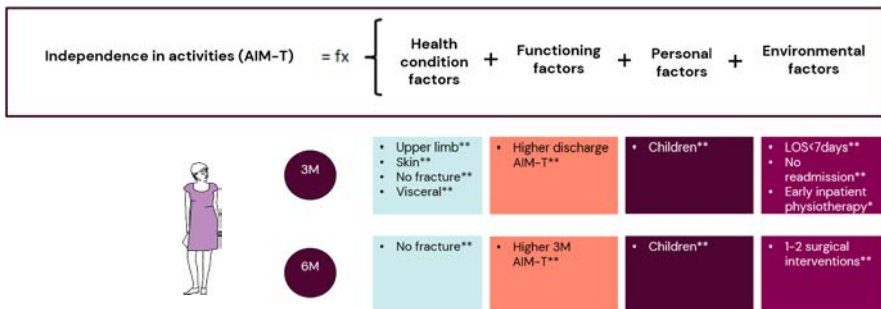 Independence in activities (AIM-T) = fx { Health condition factors + Functioning factors + Personal factors + Environmental factors
3M
• Upper limb**
• Skin**
• No fracture**
• Visceral**
• Higher discharge
AIM-T**
• Children**
• LOS<7days**
• No
readmission**
• Early inpatient
physiotherapy*
6M
• No fracture**
• Higher 3M
AIM-T**
• Children**
• 1-2 surgical
interventions**